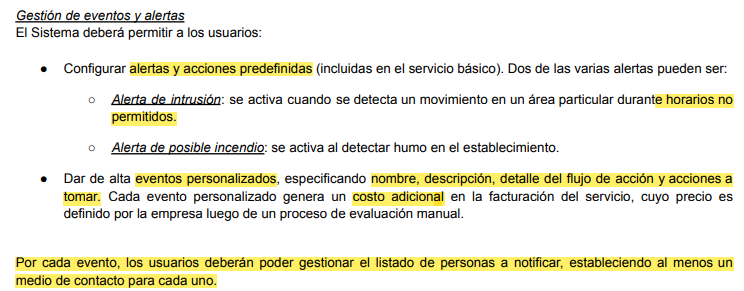 Gestión de eventos y alertas
El Sistema deberá permitir a los usuarios:
● Configurar alertas y acciones predefinidas (incluidas en el servicio básico). Dos de las varias alertas pueden ser:
○ Alerta de intrusión: se activa cuando se detecta un movimiento en un área particular durante horarios no
permitidos.
○ Alerta de posible incendio: se activa al detectar humo en el establecimiento.
● Dar de alta eventos personalizados, especificando nombre, descripción, detalle del flujo de acción y acciones a
tomar. Cada evento personalizado genera un costo adicional en la facturación del servicio, cuyo precio es
definido por la empresa luego de un proceso de evaluación manual.
Por cada evento, los usuarios deberán poder gestionar el listado de personas a notificar, estableciendo al menos un
medio de contacto para cada uno.